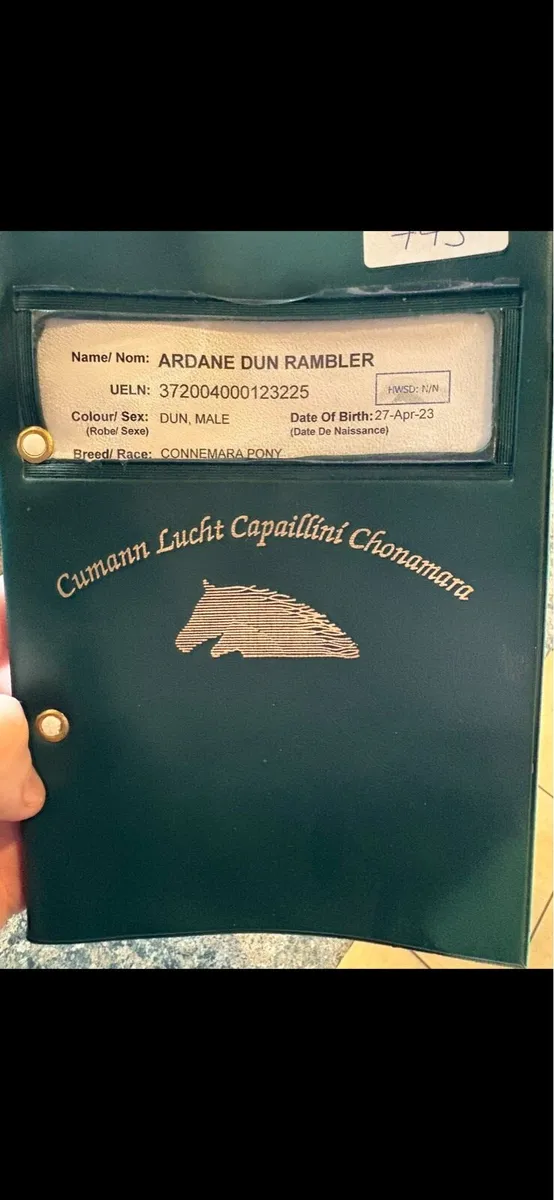 Name/ Nom: ARDANE DUN RAMBLER
UELN: 372004000123225
HWSD: N/N
Colour/ Sex: DUN, MALE
Date Of Birth: 27-Apr-23
(Robe/ Sexe)
(Date De Naissance)
Breed/ Race: CONNEMARA PONY
Cumann Lucht Capaillíní Chonamara